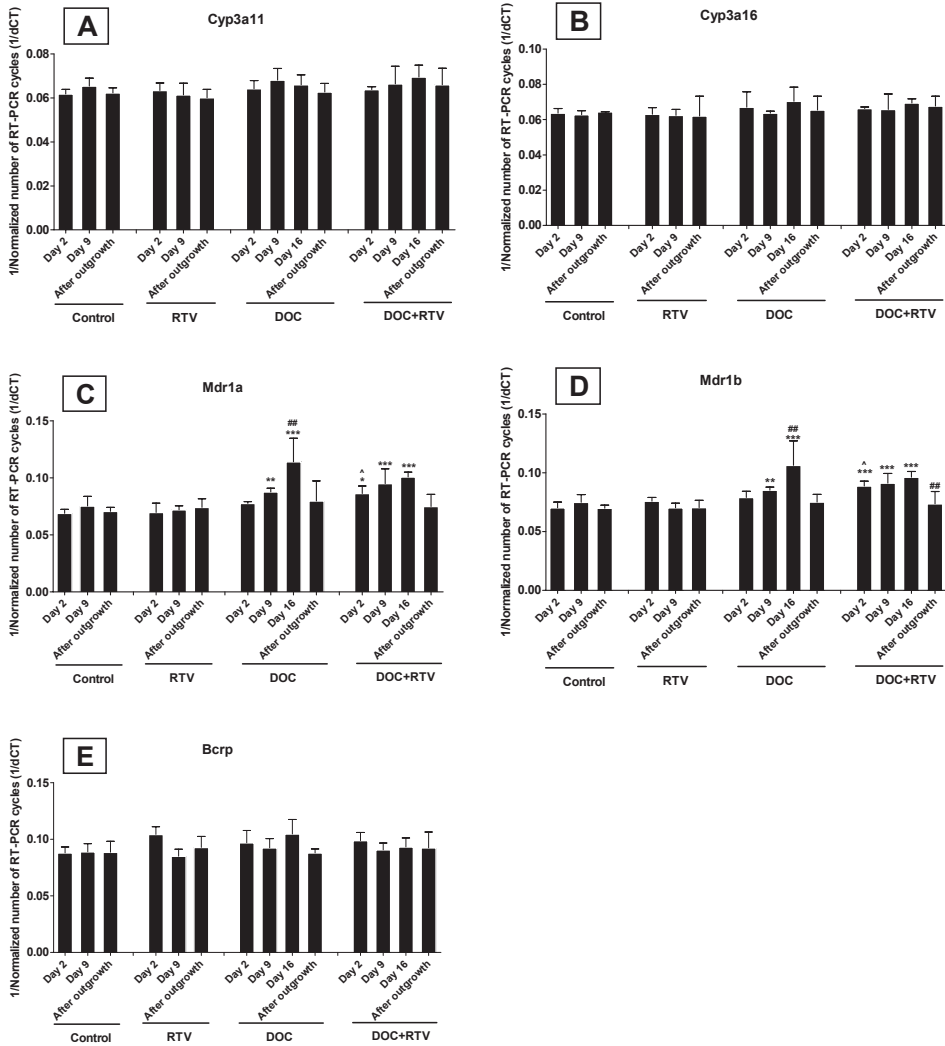 A
Cyp3a11
1/Normalized number of RT-PCR cycles (1/dCT)
0.08
0.06
0.04
0.02
0.00
Day 2
Day 9
After outgrowth
Day 2
Day 9
After outgrowth
Day 2
Day 9
Day 16
After outgrowth
Day 2
Day 9
Day 16
After outgrowth
Control
RTV
DOC
DOC+RTV
B
Cyp3a16
1/Normalized number of RT-PCR cycles (1/dCT)
0.10
0.08
0.06
0.04
0.02
0.00
Day 2
Day 9
After outgrowth
Day 2
Day 9
After outgrowth
Day 2
Day 9
Day 16
After outgrowth
Day 2
Day 9
Day 16
After outgrowth
Control
RTV
DOC
DOC+RTV
C
Mdr1a
1/Normalized number of RT-PCR cycles (1/dCT)
0.15
0.10
0.05
0.00
**
##
***
^
*
***
***
Day 2
Day 9
After outgrowth
Day 2
Day 9
After outgrowth
Day 2
Day 9
Day 16
After outgrowth
Day 2
Day 9
Day 16
After outgrowth
Control
RTV
DOC
DOC+RTV
D
Mdr1b
1/Normalized number of RT-PCR cycles (1/dCT)
0.15
0.10
0.05
0.00
**
##
***
^
***
***
***
##
Day 2
Day 9
After outgrowth
Day 2
Day 9
After outgrowth
Day 2
Day 9
Day 16
After outgrowth
Day 2
Day 9
Day 16
After outgrowth
Control
RTV
DOC
DOC+RTV
E
Bcrp
1/Normalized number of RT-PCR cycles (1/dCT)
0.15
0.10
0.05
0.00
Day 2
Day 9
After outgrowth
Day 2
Day 9
After outgrowth
Day 2
Day 9
Day 16
After outgrowth
Day 2
Day 9
Day 16
After outgrowth
Control
RTV
DOC
DOC+RTV